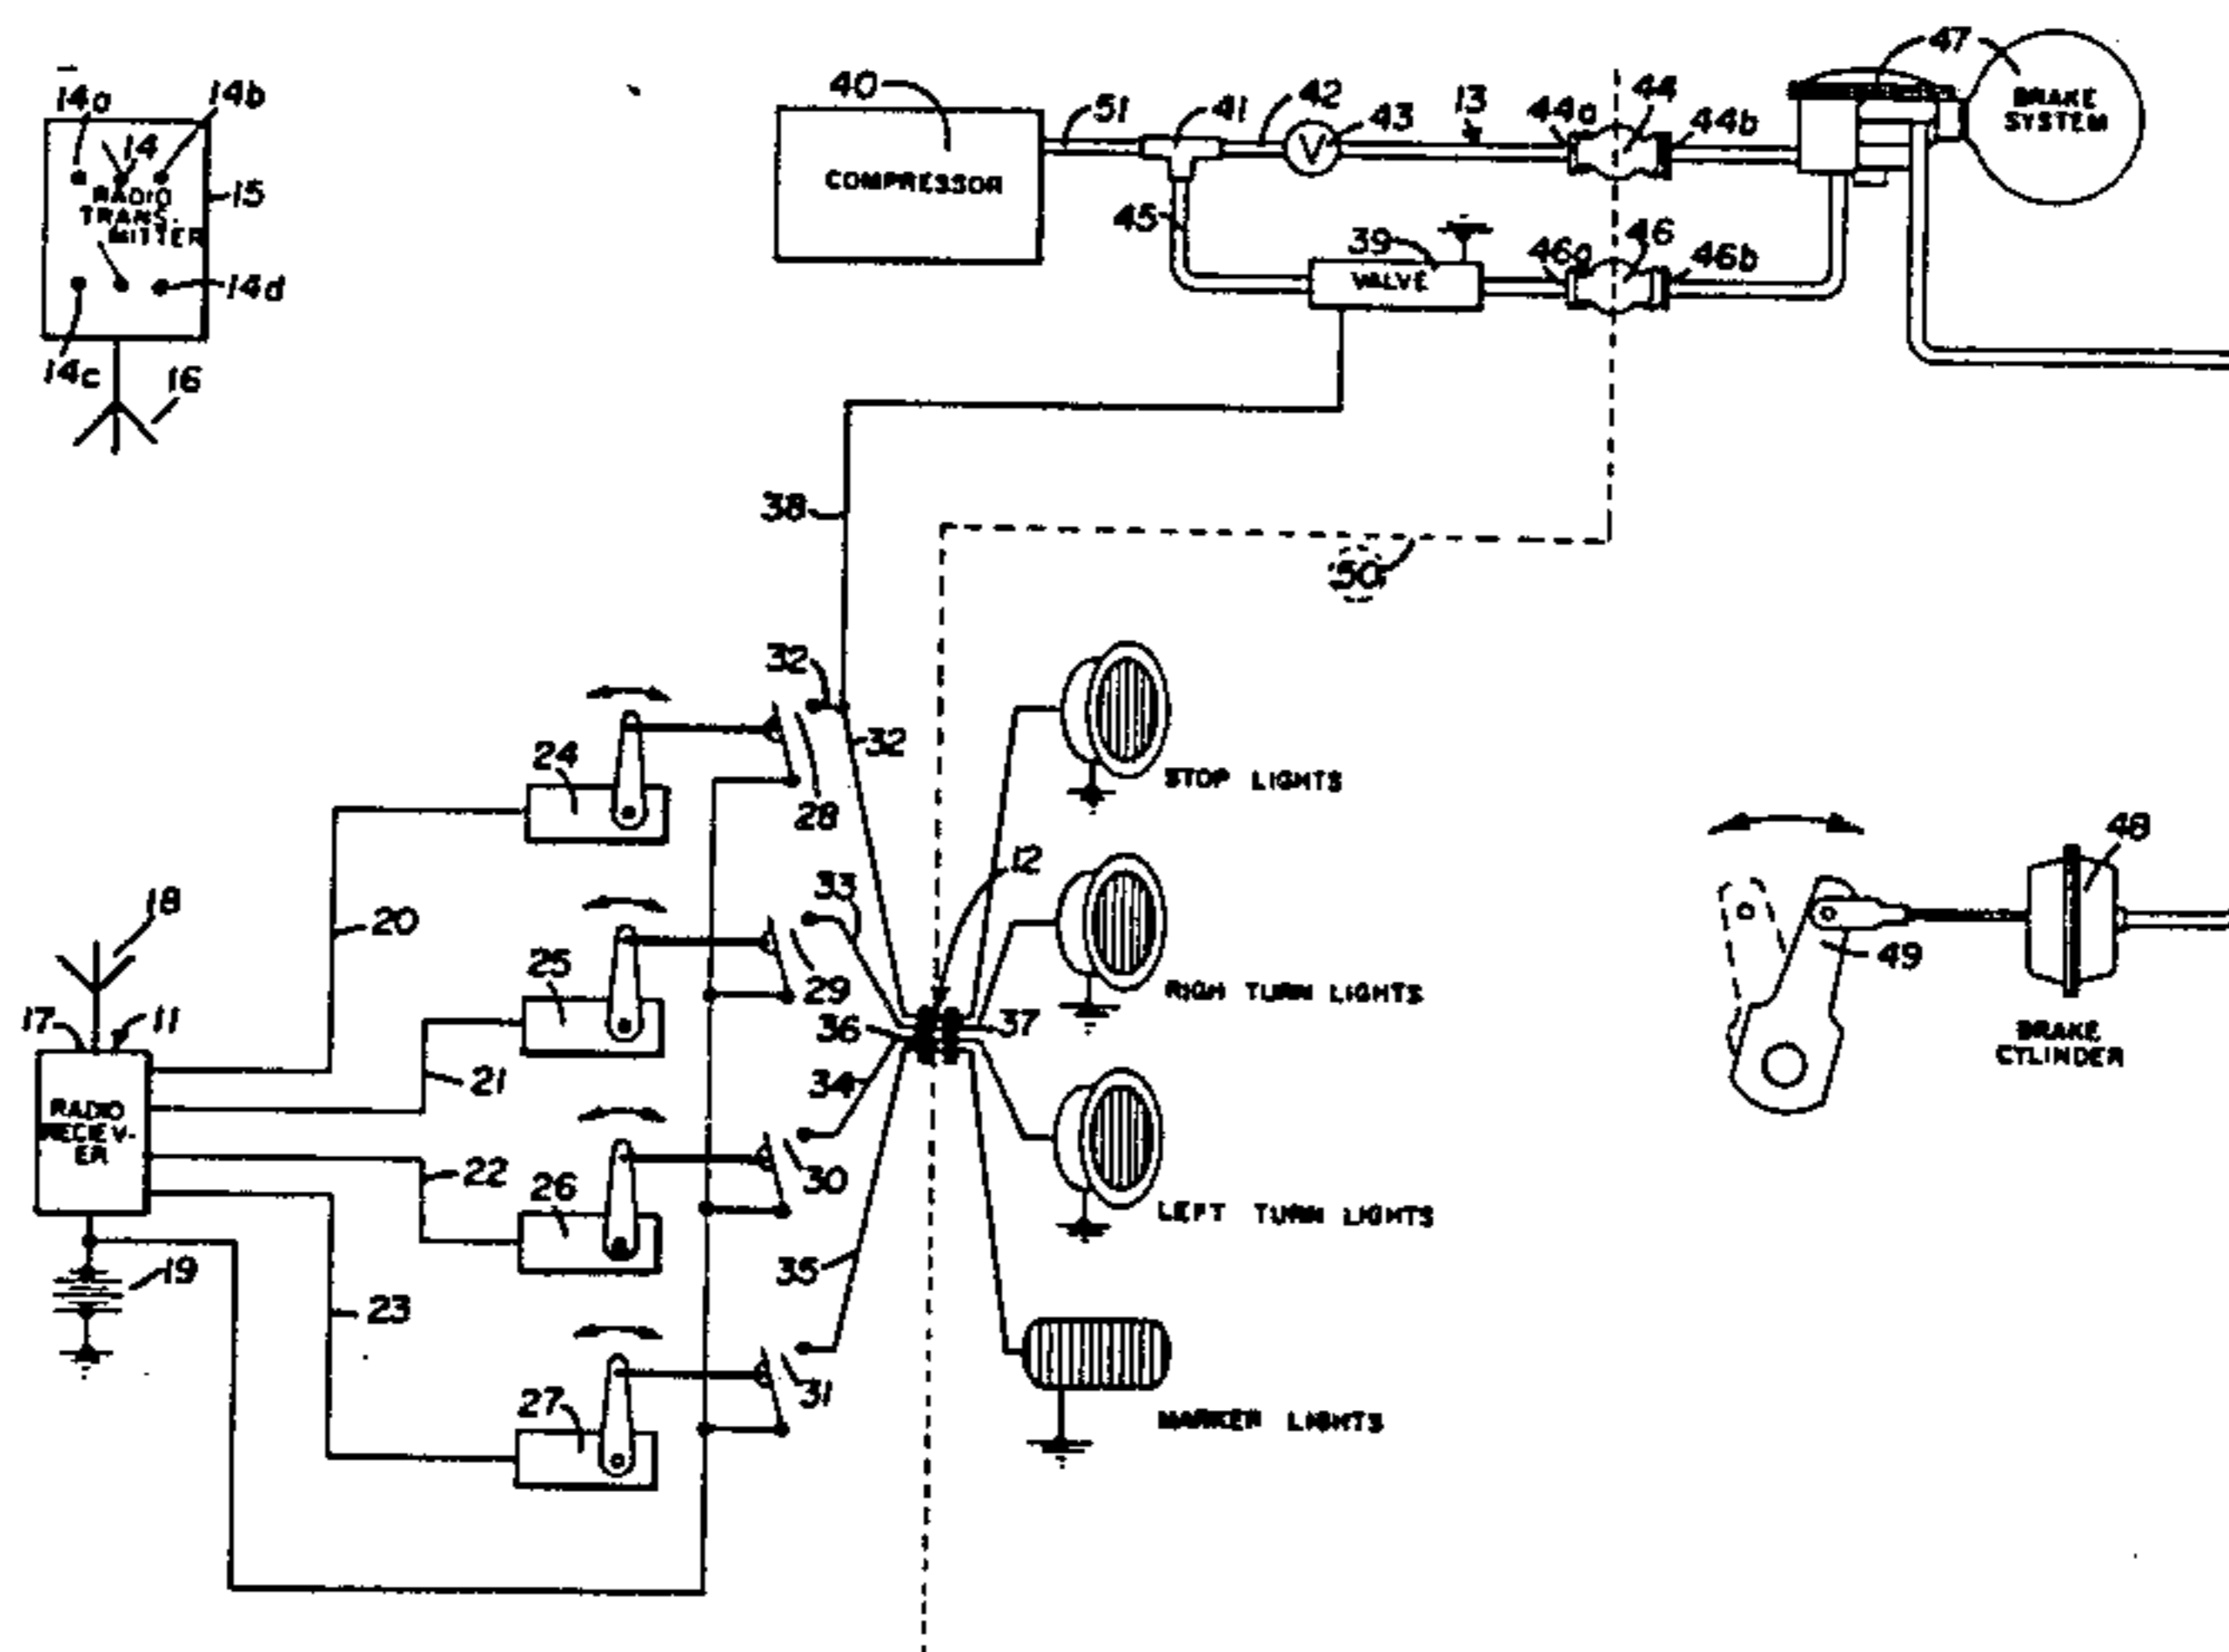 14a
14b
14
RADIO
TRANS-
MITTER
15
14c
14d
16
40
COMPRESSOR
51
41
42
43
13
44a
44
44b
47
BRAKE
SYSTEM
45
39
VALVE
46a
46
46b
38
50
32
32
24
28
STOP LIGHTS
12
20
33
25
29
RIGH TURN LIGHTS
36
37
18
17
11
RADIO
RECIEV-
ER
21
34
22
26
30
LEFT TURN LIGHTS
19
35
23
27
31
MARKER LIGHTS
48
49
BRAKE
CYLINDER